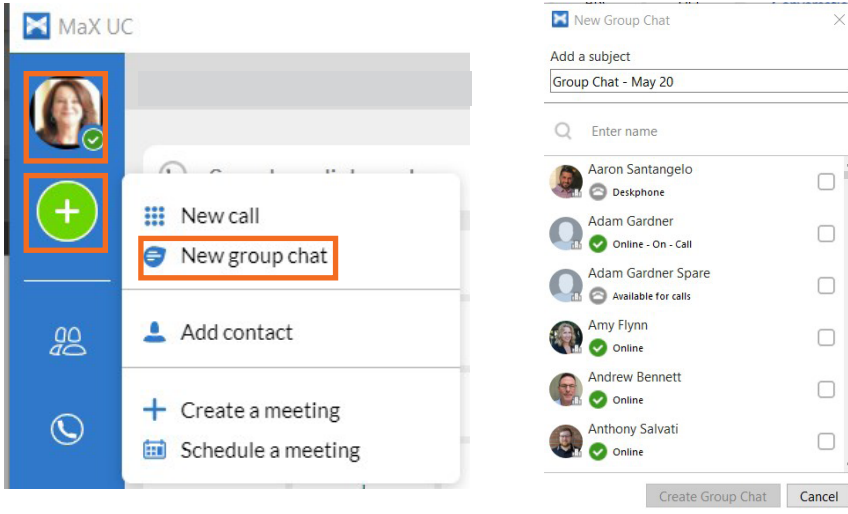 MaX UC
New call
New group chat
Add contact
Create a meeting
Schedule a meeting
New Group Chat
Add a subject
Group Chat - May 20
Enter name
Aaron Santangelo
Deskphone
Adam Gardner
Online - On - Call
Adam Gardner Spare
Available for calls
Amy Flynn
Online
Andrew Bennett
Online
Anthony Salvati
Online
Create Group Chat
Cancel